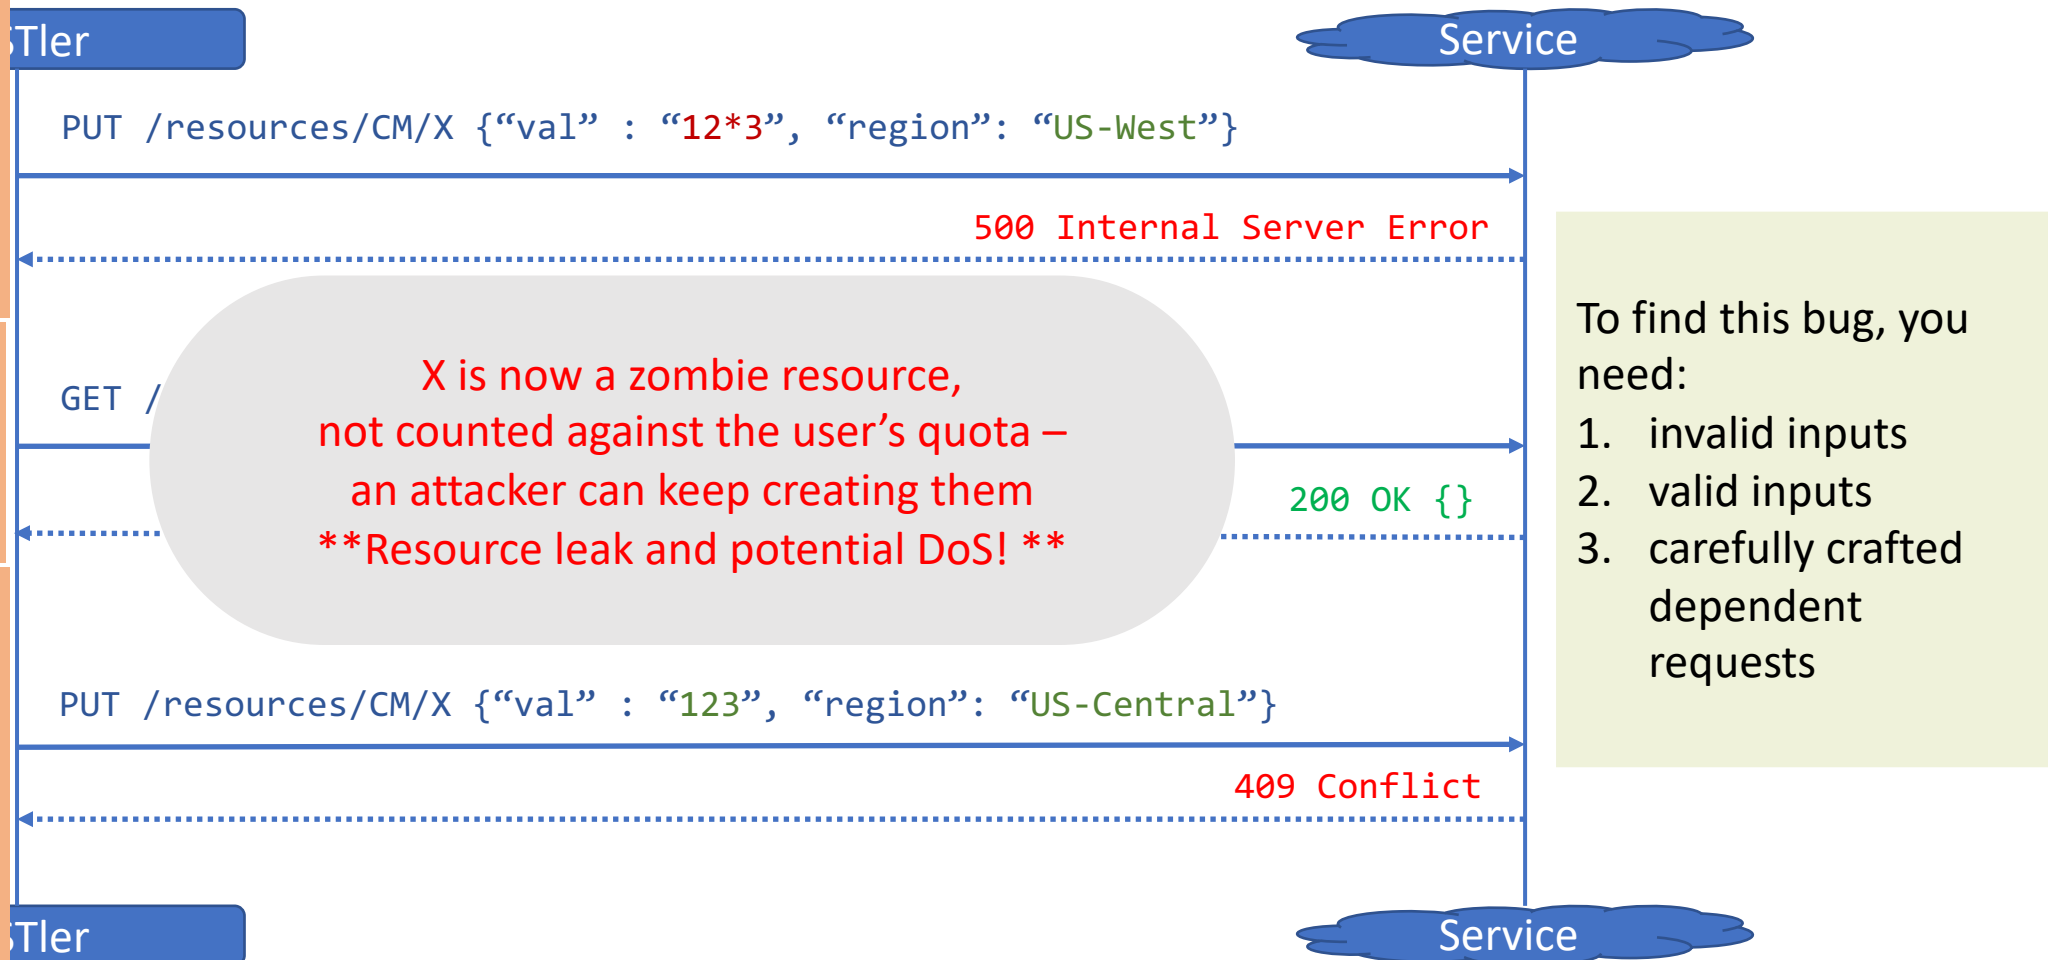 STler
Service
PUT /resources/CM/X {“val” : “12*3”, “region”: “US-West”}
500 Internal Server Error
GET /
X is now a zombie resource,
not counted against the user’s quota –
an attacker can keep creating them
**Resource leak and potential DoS! **
200 OK {}
PUT /resources/CM/X {“val” : “123”, “region”: “US-Central”}
409 Conflict
To find this bug, you
need:
1. invalid inputs
2. valid inputs
3. carefully crafted
dependent
requests
STler
Service